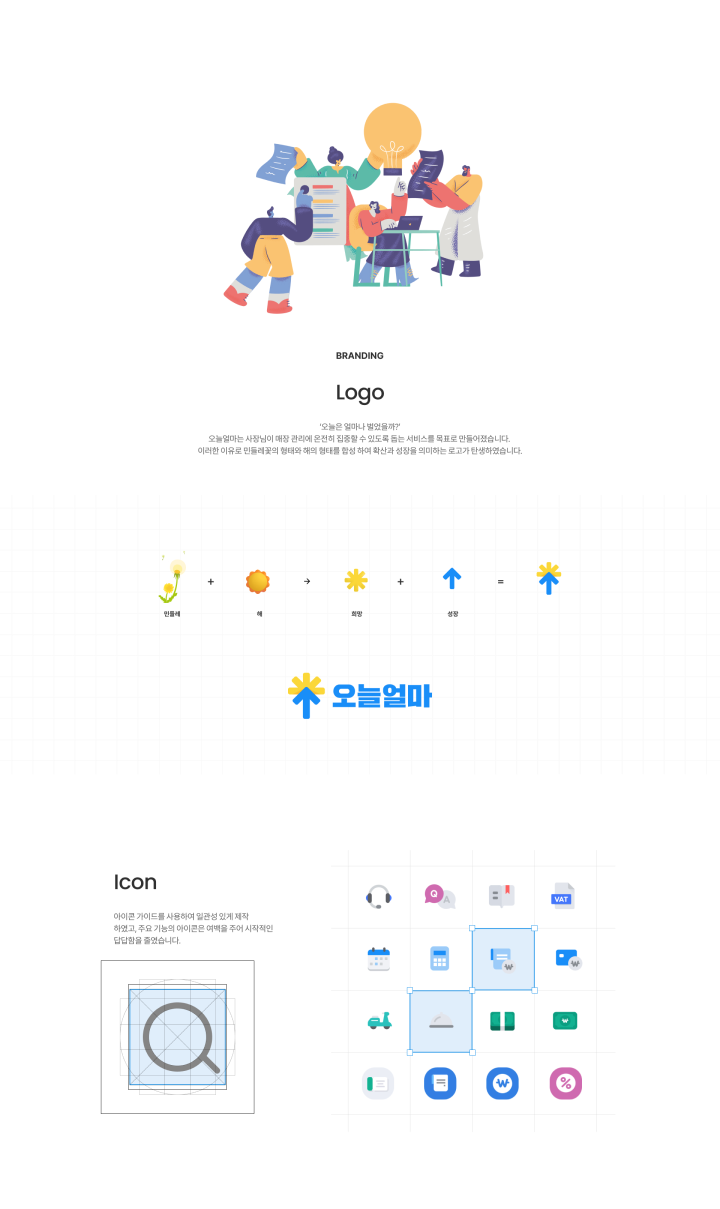 BRANDING
Logo
'오늘은 얼마나 벌었을까?'
오늘얼마는 사장님이 매장 관리에 온전히 집중할 수 있도록 돕는 서비스를 목표로 만들어졌습니다.
이러한 이유로 민들레꽃의 형태와 해의 형태를 합성 하여 확산과 성장을 의미하는 로고가 탄생하였습니다.
+ → + =
민들레 해 희망 성장
오늘얼마
Icon
아이콘 가이드를 사용하여 일관성 있게 제작
하였고, 주요 기능의 아이콘은 여백을 주어 시작적인
답답함을 줄였습니다.
Q A VAT
₩ ₩
₩
₩ %